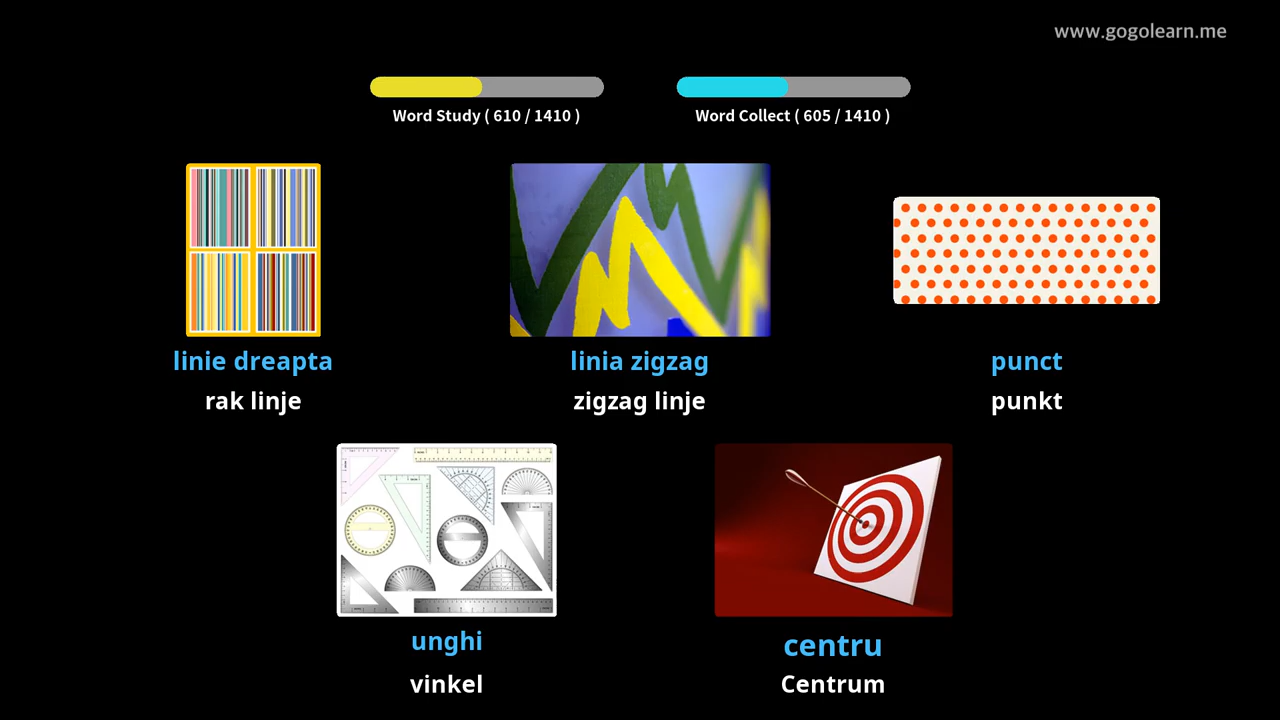 www.gogolearn.me
Word Study ( 610 / 1410 )
Word Collect ( 605 / 1410 )
linie dreapta
rak linje
linia zigzag
zigzag linje
punct
punkt
unghi
vinkel
centru
Centrum